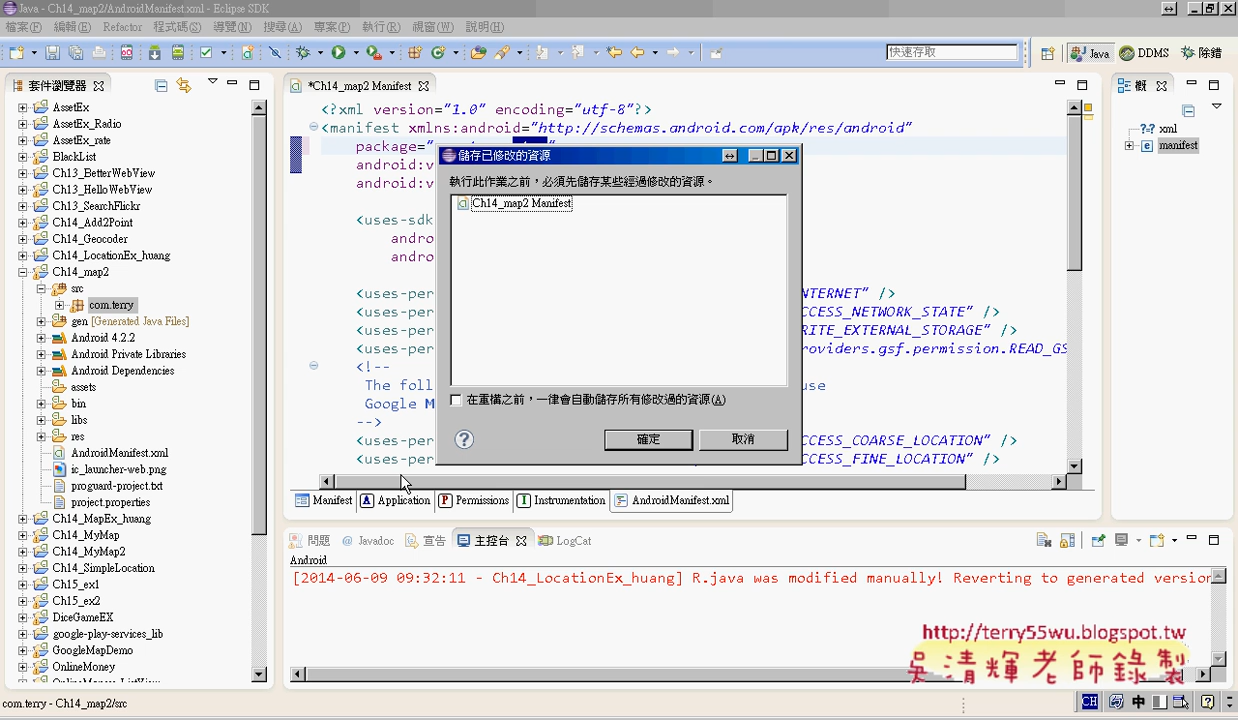 Java - Ch14_map2/AndroidManifest.xml - Eclipse SDK
檔案(F) 編輯(E) Refactor 程式碼(S) 導覽(N) 搜尋(A) 專案(P) 執行(R) 視窗(W) 說明(H)
快速存取
Java
DDMS
除錯
套件瀏覽器
AssetEx
AssetEx_Radio
AssetEx_rate
BlackList
Ch13_BetterWebView
Ch13_HelloWebView
Ch13_SearchFlickr
Ch14_Add2Point
Ch14_Geocoder
Ch14_LocationEx_huang
Ch14_map2
src
com.terry
gen [Generated Java Files]
Android 4.2.2
Android Private Libraries
Android Dependencies
assets
bin
libs
res
AndroidManifest.xml
ic_launcher-web.png
proguard-project.txt
project.properties
Ch14_MapEx_huang
Ch14_MyMap
Ch14_MyMap2
Ch14_SimpleLocation
Ch15_ex1
Ch15_ex2
DiceGameEX
google-play-services_lib
GoogleMapDemo
OnlineMoney
*Ch14_map2 Manifest
<?xml version="1.0" encoding="utf-8"?>
<manifest xmlns:android="http://schemas.android.com/apk/res/android"
package="
android:v
android:v
<uses-sdk
andro
andro
<uses-per
NTERNET" />
<uses-per
CCESS_NETWORK_STATE" />
<uses-per
RITE_EXTERNAL_STORAGE" />
<uses-per
roviders.gsf.permission.READ_GS
<!--
The foll
use
Google M
-->
<uses-per
CCESS_COARSE_LOCATION" />
<uses-per
CCESS_FINE_LOCATION" />
儲存已修改的資源
執行此作業之前，必須先儲存某些經過修改的資源。
Ch14_map2 Manifest
在重構之前，一律會自動儲存所有修改過的資源(A)
確定
取消
Manifest
Application
Permissions
Instrumentation
AndroidManifest.xml
概
xml
manifest
問題
Javadoc
宣告
主控台
LogCat
Android
[2014-06-09 09:32:11 - Ch14_LocationEx_huang] R.java was modified manually! Reverting to generated version
http://terry55wu.blogspot.tw
吳清輝老師錄製
com.terry - Ch14_map2/src
CH
中